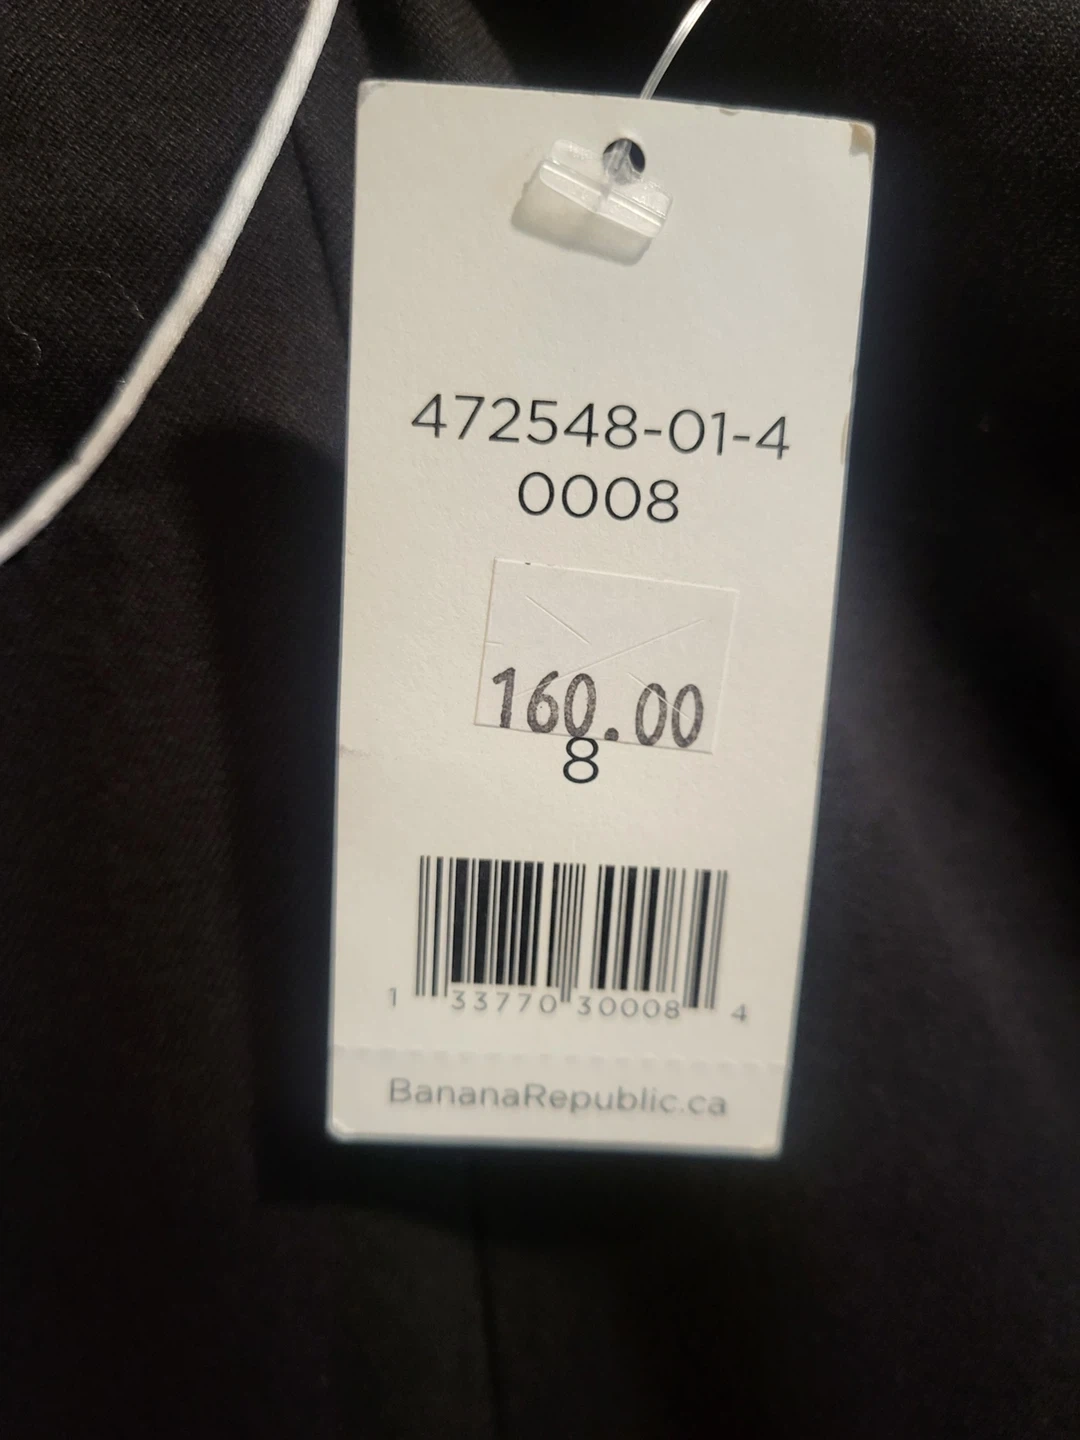 472548-01-4
0008
160.00
8
1 33770 30008 4
BananaRepublic.ca